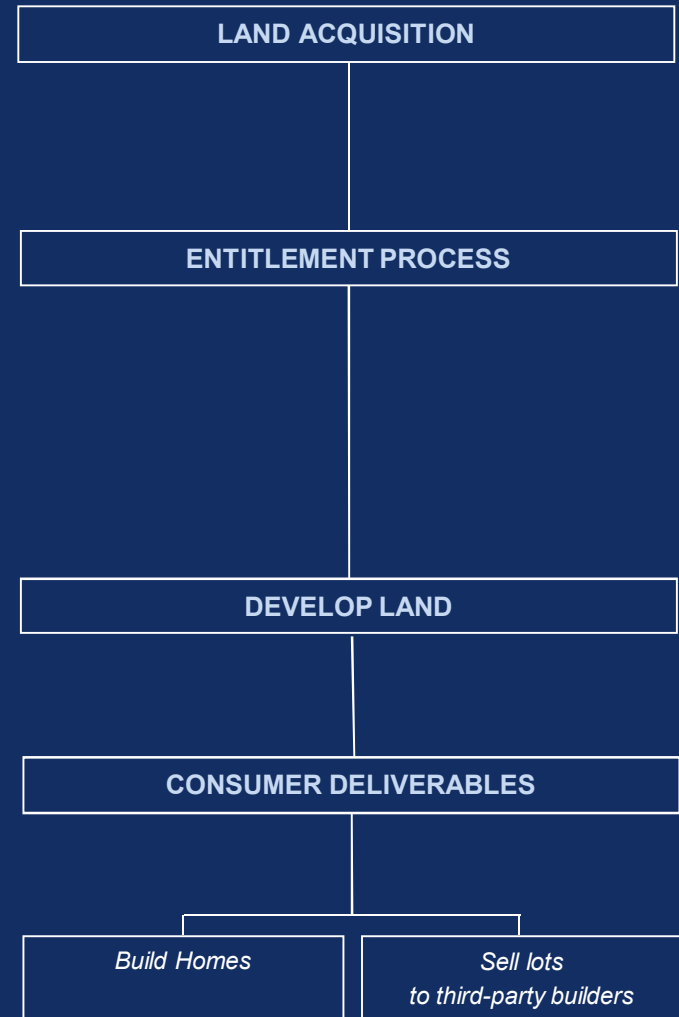 LAND ACQUISITION
ENTITLEMENT PROCESS
DEVELOP LAND
CONSUMER DELIVERABLES
Build Homes
Sell lots
to third-party builders